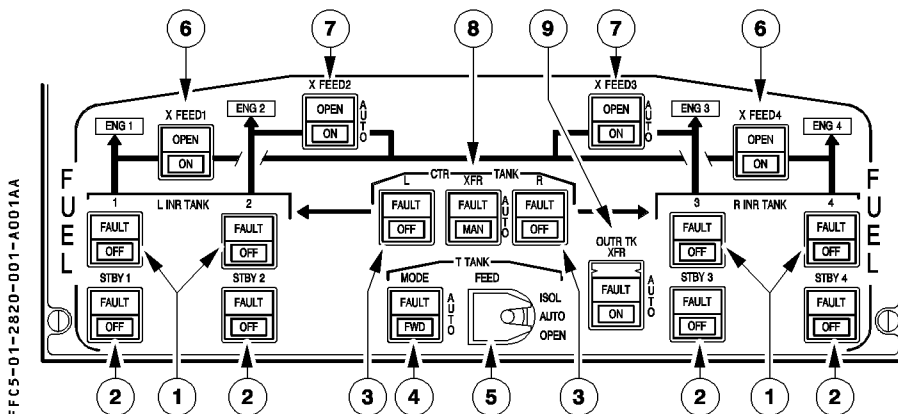 6 7 8 9 7 6
X FEED2 X FEED3
ENG 1 X FEED1 ENG 2 OPEN AUTO OPEN AUTO ENG 3 X FEED4 ENG 4
OPEN ON ON OPEN
ON ON
FUEL FUEL
CTR TANK
L XFR R
1 L INR TANK 2 3 R INR TANK 4
FAULT FAULT FAULT FAULT AUTO FAULT FAULT FAULT
OFF OFF OFF MAN OFF OFF OFF
OUTR TK
XFR
T TANK
STBY 1 STBY 2 MODE FEED STBY 3 STBY 4
FAULT FAULT FAULT AUTO ISOL FAULT AUTO FAULT FAULT
AUTO
OFF OFF FWD OPEN ON OFF OFF
2 1 2 3 4 5 3 2 1 2
FFC5-01-2820-001-A001AA